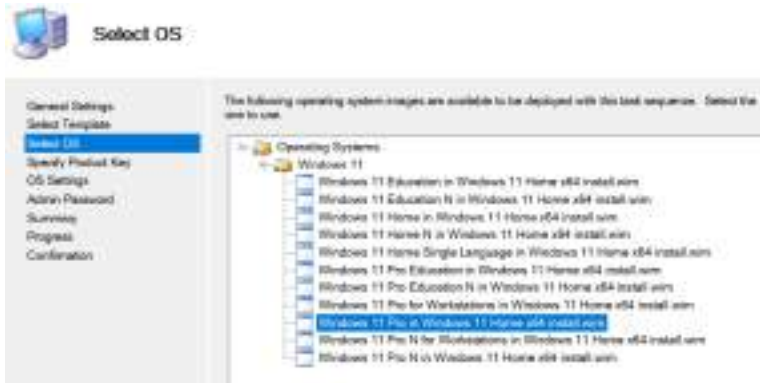 Select OS
General Settings
Select Template
Select OS
Specify Product Key
OS Settings
Admin Password
Summary
Progress
Confirmation
The following operating system images are available to be deployed with this task sequence. Select the
one to use.
Operating Systems
Windows 11
Windows 11 Education in Windows 11 Home x64 install.wim
Windows 11 Education N in Windows 11 Home x64 install.wim
Windows 11 Home in Windows 11 Home x64 install.wim
Windows 11 Home N in Windows 11 Home x64 install.wim
Windows 11 Home Single Language in Windows 11 Home x64 install.wim
Windows 11 Pro Education in Windows 11 Home x64 install.wim
Windows 11 Pro Education N in Windows 11 Home x64 install.wim
Windows 11 Pro for Workstations in Windows 11 Home x64 install.wim
Windows 11 Pro in Windows 11 Home x64 install.wim
Windows 11 Pro N for Workstations in Windows 11 Home x64 install.wim
Windows 11 Pro N in Windows 11 Home x64 install.wim